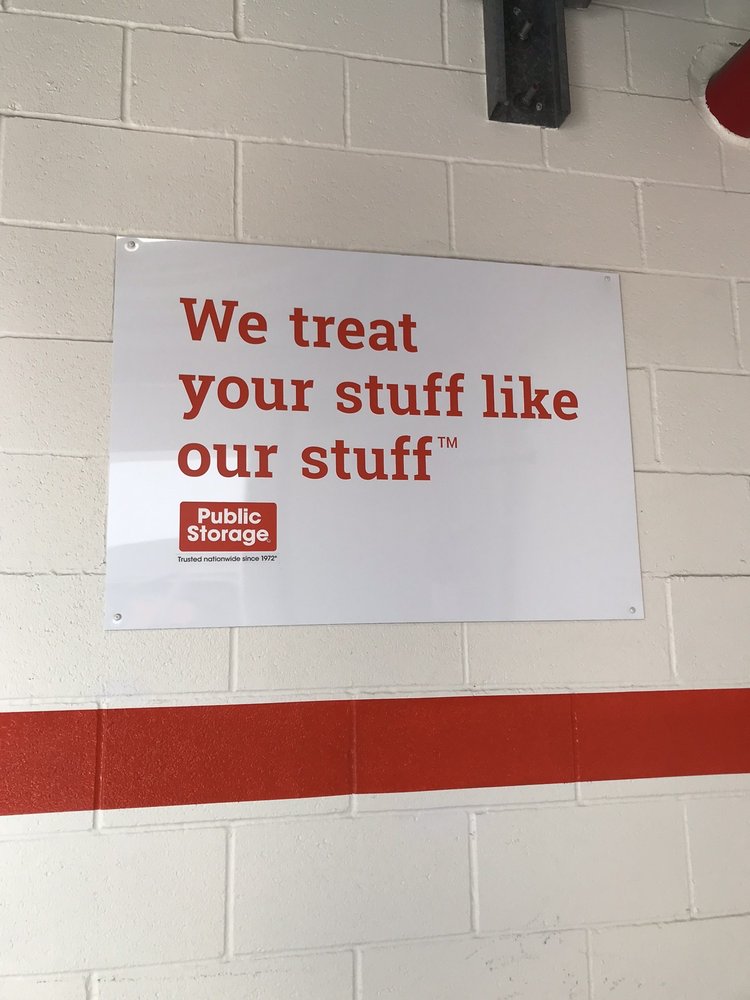 We treat
your stuff like
our stuff™
Public
Storage
Trusted nationwide since 1972®